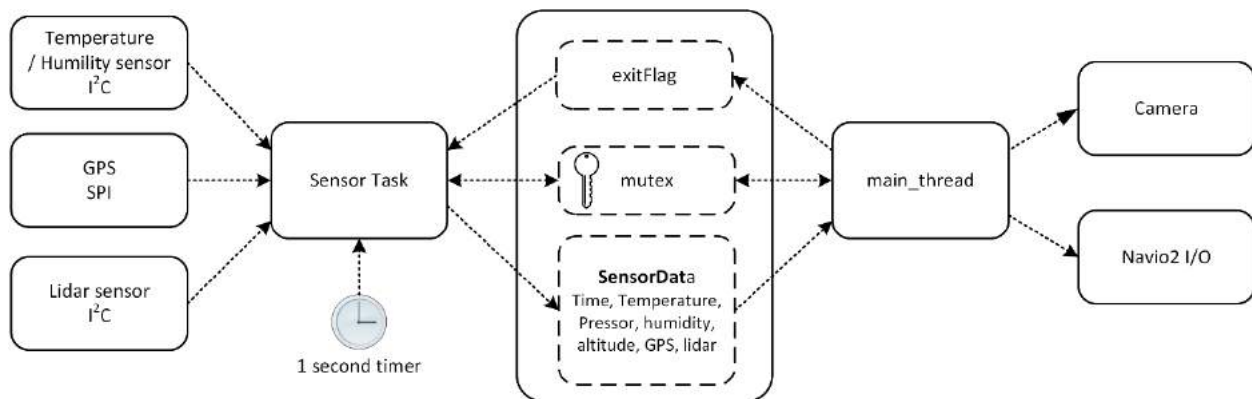 Temperature
/ Humility sensor
I²C
GPS
SPI
Lidar sensor
I²C
Sensor Task
1 second timer
exitFlag
mutex
SensorData
Time, Temperature,
Pressor, humidity,
altitude, GPS, lidar
main_thread
Camera
Navio2 I/O